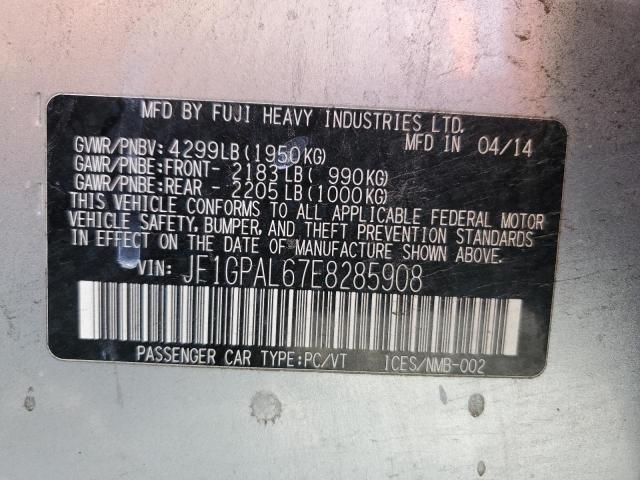 MFD BY FUJI HEAVY INDUSTRIES LTD.
MFD IN 04/14
GVWR/PNBV: 4299LB(1950KG)
GAWR/PNBE:FRONT- 2183LB( 990KG)
GAWR/PNBE:REAR - 2205LB(1000KG)
THIS VEHICLE CONFORMS TO ALL APPLICABLE FEDERAL MOTOR
VEHICLE SAFETY, BUMPER, AND THEFT PREVENTION STANDARDS
IN EFFECT ON THE DATE OF MANUFACTURE SHOWN ABOVE.
VIN: JF1GPAL67E8285908
PASSENGER CAR TYPE:PC/VT ICES/NMB-002